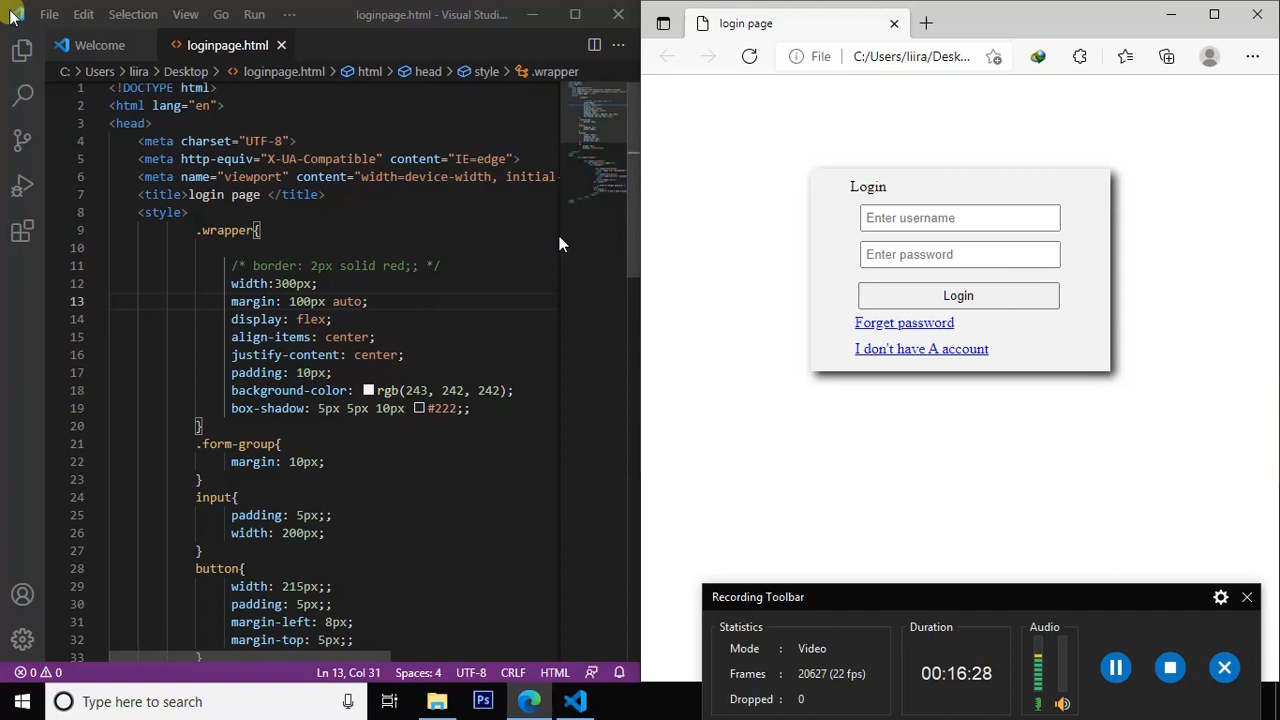 File Edit Selection View Go Run ··· loginpage.html - Visual Studi...
Welcome loginpage.html
C: > Users > liira > Desktop > loginpage.html > html > head > style > .wrapper
1 <!DOCTYPE html>
2 <html lang="en">
3 <head>
4 <meta charset="UTF-8">
5 <meta http-equiv="X-UA-Compatible" content="IE=edge">
6 <meta name="viewport" content="width=device-width, initial-
7 <title>login page </title>
8 <style>
9 .wrapper{
10
11 /* border: 2px solid red;; */
12 width:300px;
13 margin: 100px auto;
14 display: flex;
15 align-items: center;
16 justify-content: center;
17 padding: 10px;
18 background-color: rgb(243, 242, 242);
19 box-shadow: 5px 5px 10px #222;;
20 }
21 .form-group{
22 margin: 10px;
23 }
24 input{
25 padding: 5px;;
26 width: 200px;
27 }
28 button{
29 width: 215px;;
30 padding: 5px;;
31 margin-left: 8px;
32 margin-top: 5px;;
33 }
0 0 Ln 13, Col 31 Spaces: 4 UTF-8 CRLF HTML
login page
File C:/Users/liira/Desk...
Login
Enter username
Enter password
Login
Forget password
I don't have A account
Recording Toolbar
Statistics
Mode : Video
Frames : 20627 (22 fps)
Dropped : 0
Duration
00:16:28
Audio
Type here to search
Ps